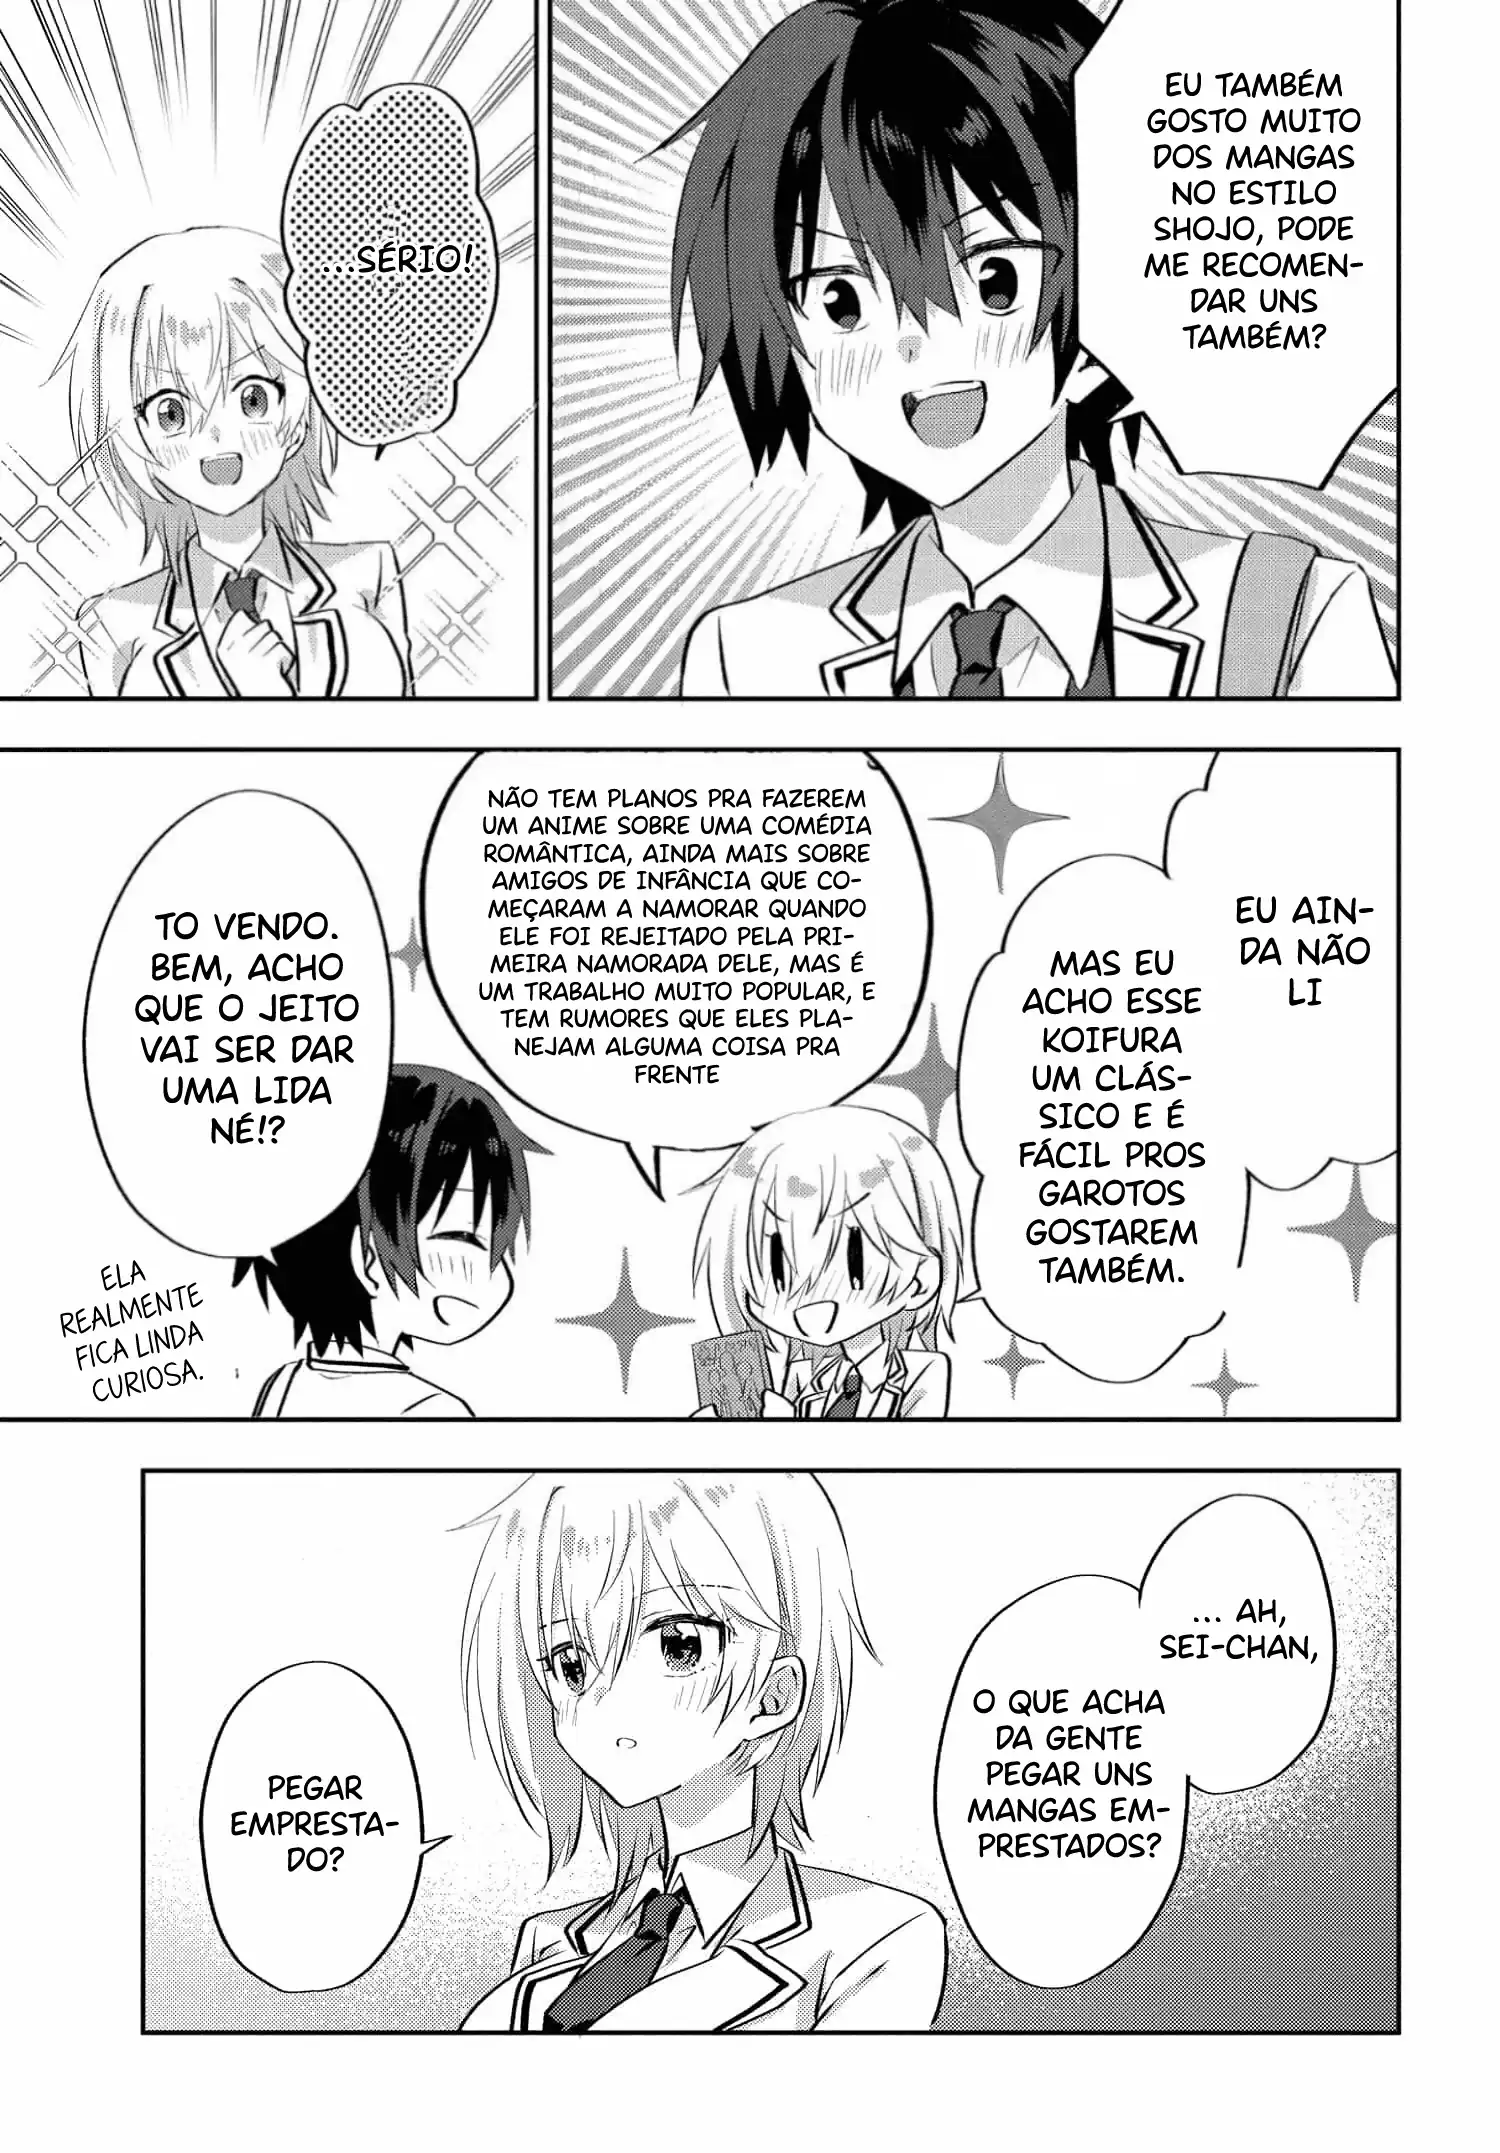 EU TAMBÉM
GOSTO MUITO
DOS MANGAS
NO ESTILO
SHOJO, PODE
ME RECOMEN-
DAR UNS
TAMBÉM?
...SÉRIO!
EU AIN-
DA NÃO
LI
MAS EU
ACHO ESSE
KOIFURA
UM CLÁS-
SICO E É
FÁCIL PROS
GAROTOS
GOSTAREM
TAMBÉM.
NÃO TEM PLANOS PRA FAZEREM
UM ANIME SOBRE UMA COMÉDIA
ROMÂNTICA, AINDA MAIS SOBRE
AMIGOS DE INFÂNCIA QUE CO-
MEÇARAM A NAMORAR QUANDO
ELE FOI REJEITADO PELA PRI-
MEIRA NAMORADA DELE, MAS É
UM TRABALHO MUITO POPULAR, E
TEM RUMORES QUE ELES PLA-
NEJAM ALGUMA COISA PRA
FRENTE
TO VENDO.
BEM, ACHO
QUE O JEITO
VAI SER DAR
UMA LIDA
NÉ!?
ELA
REALMENTE
FICA LINDA
CURIOSA.
... AH,
SEI-CHAN,
O QUE ACHA
DA GENTE
PEGAR UNS
MANGAS EM-
PRESTADOS?
PEGAR
EMPRESTA-
DO?